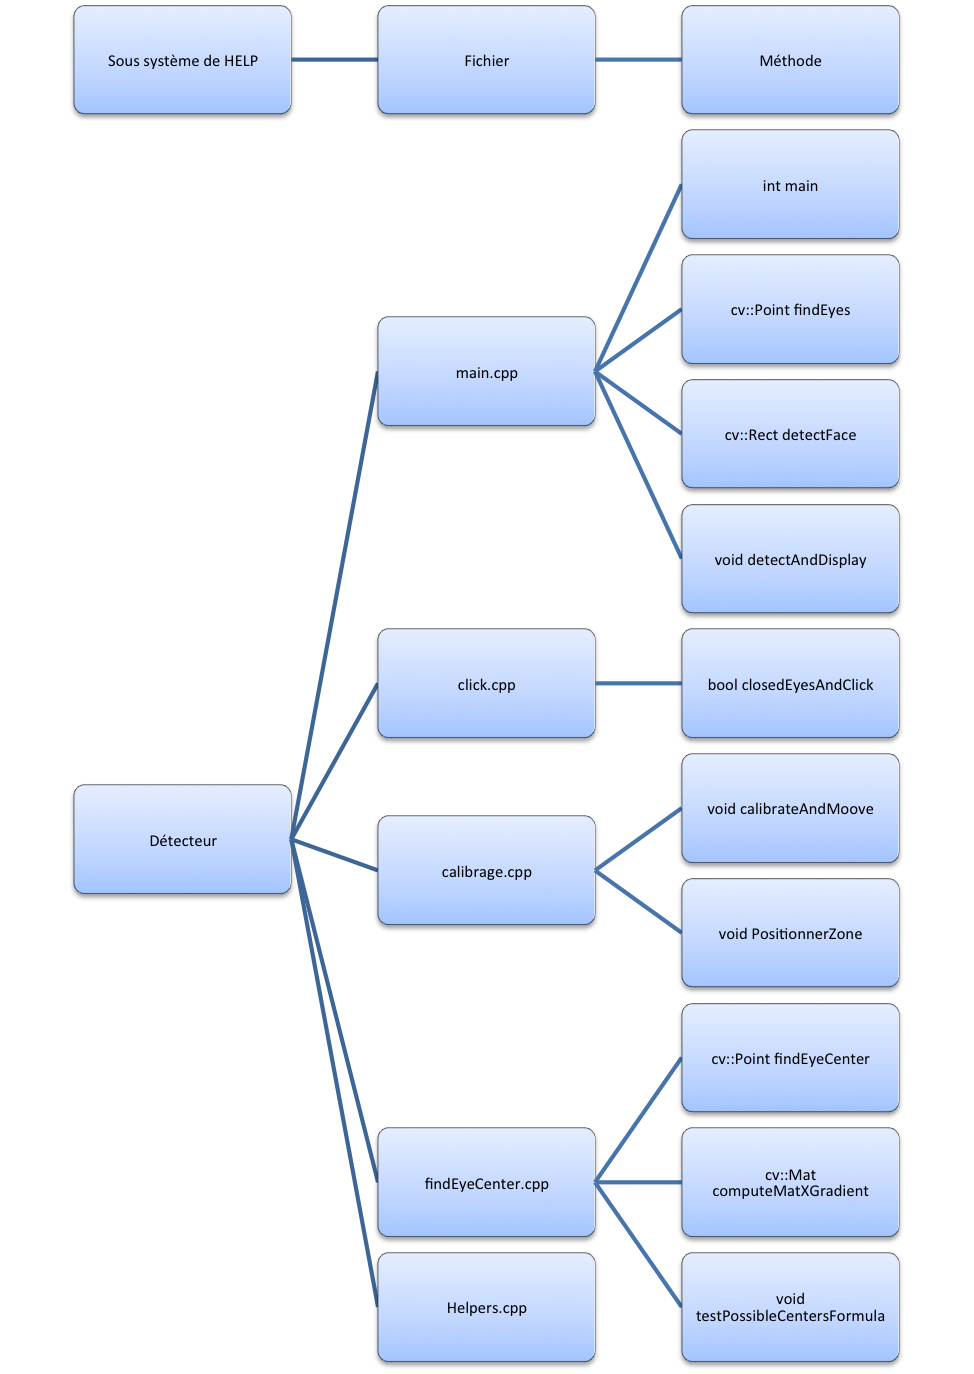 Sous système de HELP
Fichier
Méthode
int main
cv::Point findEyes
main.cpp
cv::Rect detectFace
void detectAndDisplay
click.cpp
bool closedEyesAndClick
void calibrateAndMoove
Détecteur
calibrage.cpp
void PositionnerZone
cv::Point findEyeCenter
findEyeCenter.cpp
cv::Mat
computeMatXGradient
Helpers.cpp
void
testPossibleCentersFormula